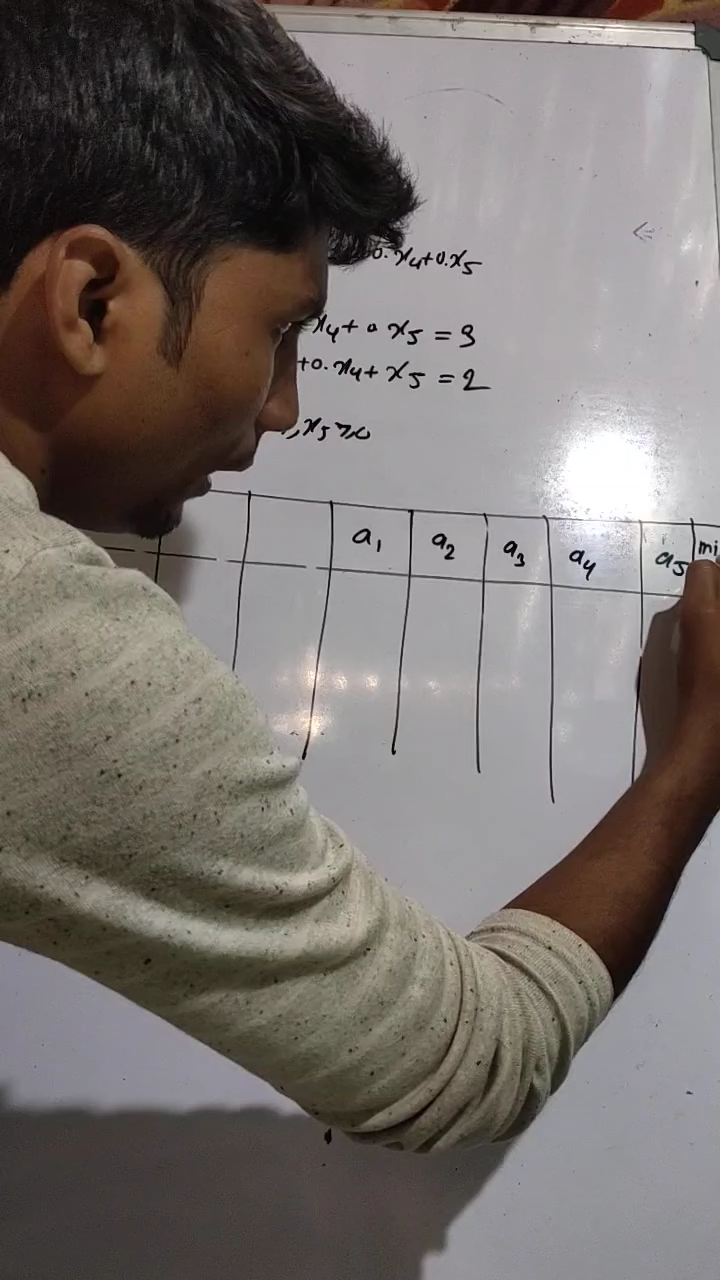 0.x₄+0.x₅
x₄+0 x₅ = 3
+0.x₄+ x₅ = 2
, x₅ ≥ 0
a₁ a₂ a₃ a₄ a₅ mi